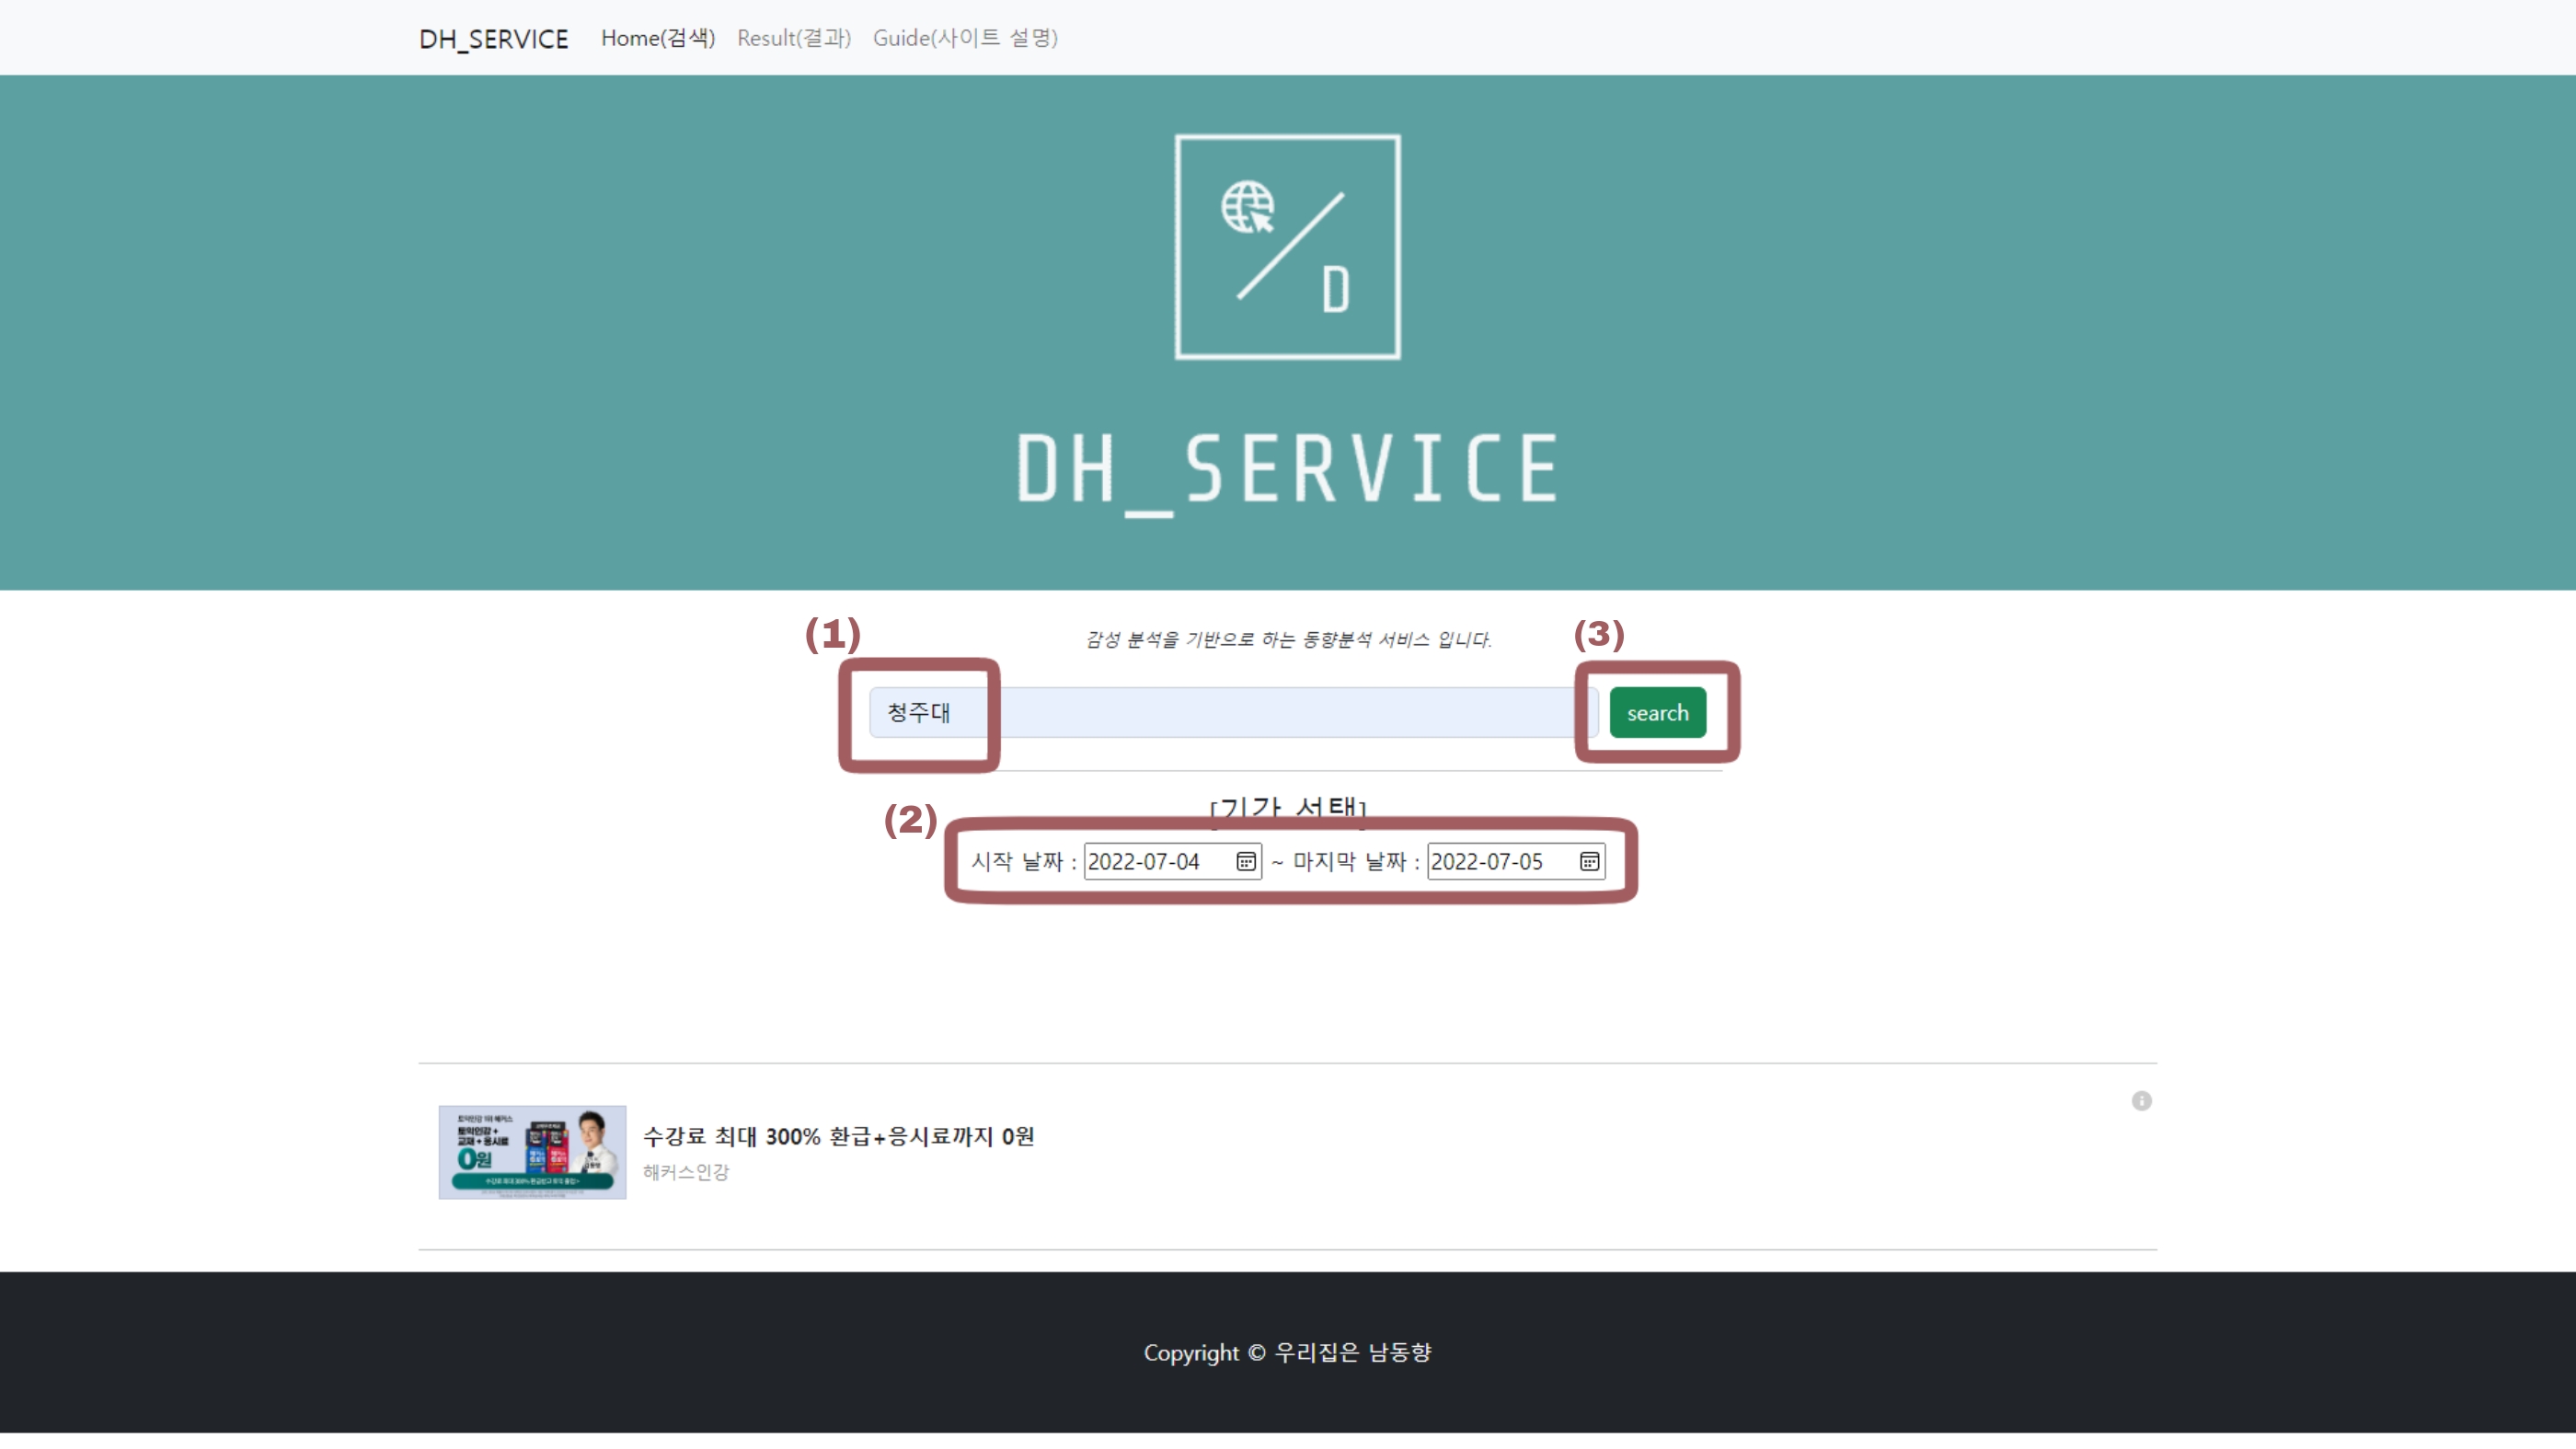 DH_SERVICE Home(검색) Result(결과) Guide(사이트 설명)
D
DH_SERVICE
(1)
감성 분석을 기반으로 하는 동향분석 서비스 입니다.
(3)
청주대
search
[기간 선택]
(2)
시작 날짜 : 2022-07-04 ~ 마지막 날짜 : 2022-07-05
토익인강 1위 해커스
토익인강+
교재+응시료
0원
수강료 최대 300% 환급+응시료까지 0원
해커스인강
Copyright © 우리집은 남동향